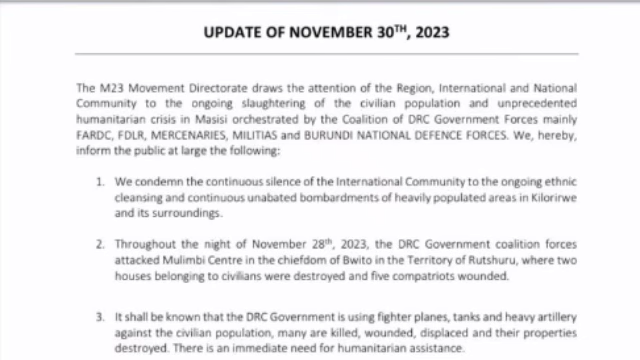 UPDATE OF NOVEMBER 30TH, 2023
The M23 Movement Directorate draws the attention of the Region, International and National
Community to the ongoing slaughtering of the civilian population and unprecedented
humanitarian crisis in Masisi orchestrated by the Coalition of DRC Government Forces mainly
FARDC, FDLR, MERCENARIES, MILITIAS and BURUNDI NATIONAL DEFENCE FORCES. We, hereby,
inform the public at large the following:
1. We condemn the continuous silence of the International Community to the ongoing ethnic
cleansing and continuous unabated bombardments of heavily populated areas in Kilorirwe
and its surroundings.
2. Throughout the night of November 28th, 2023, the DRC Government coalition forces
attacked Mulimbi Centre in the chiefdom of Bwito in the Territory of Rutshuru, where two
houses belonging to civilians were destroyed and five compatriots wounded.
3. It shall be known that the DRC Government is using fighter planes, tanks and heavy artillery
against the civilian population, many are killed, wounded, displaced and their properties
destroyed. There is an immediate need for humanitarian assistance.